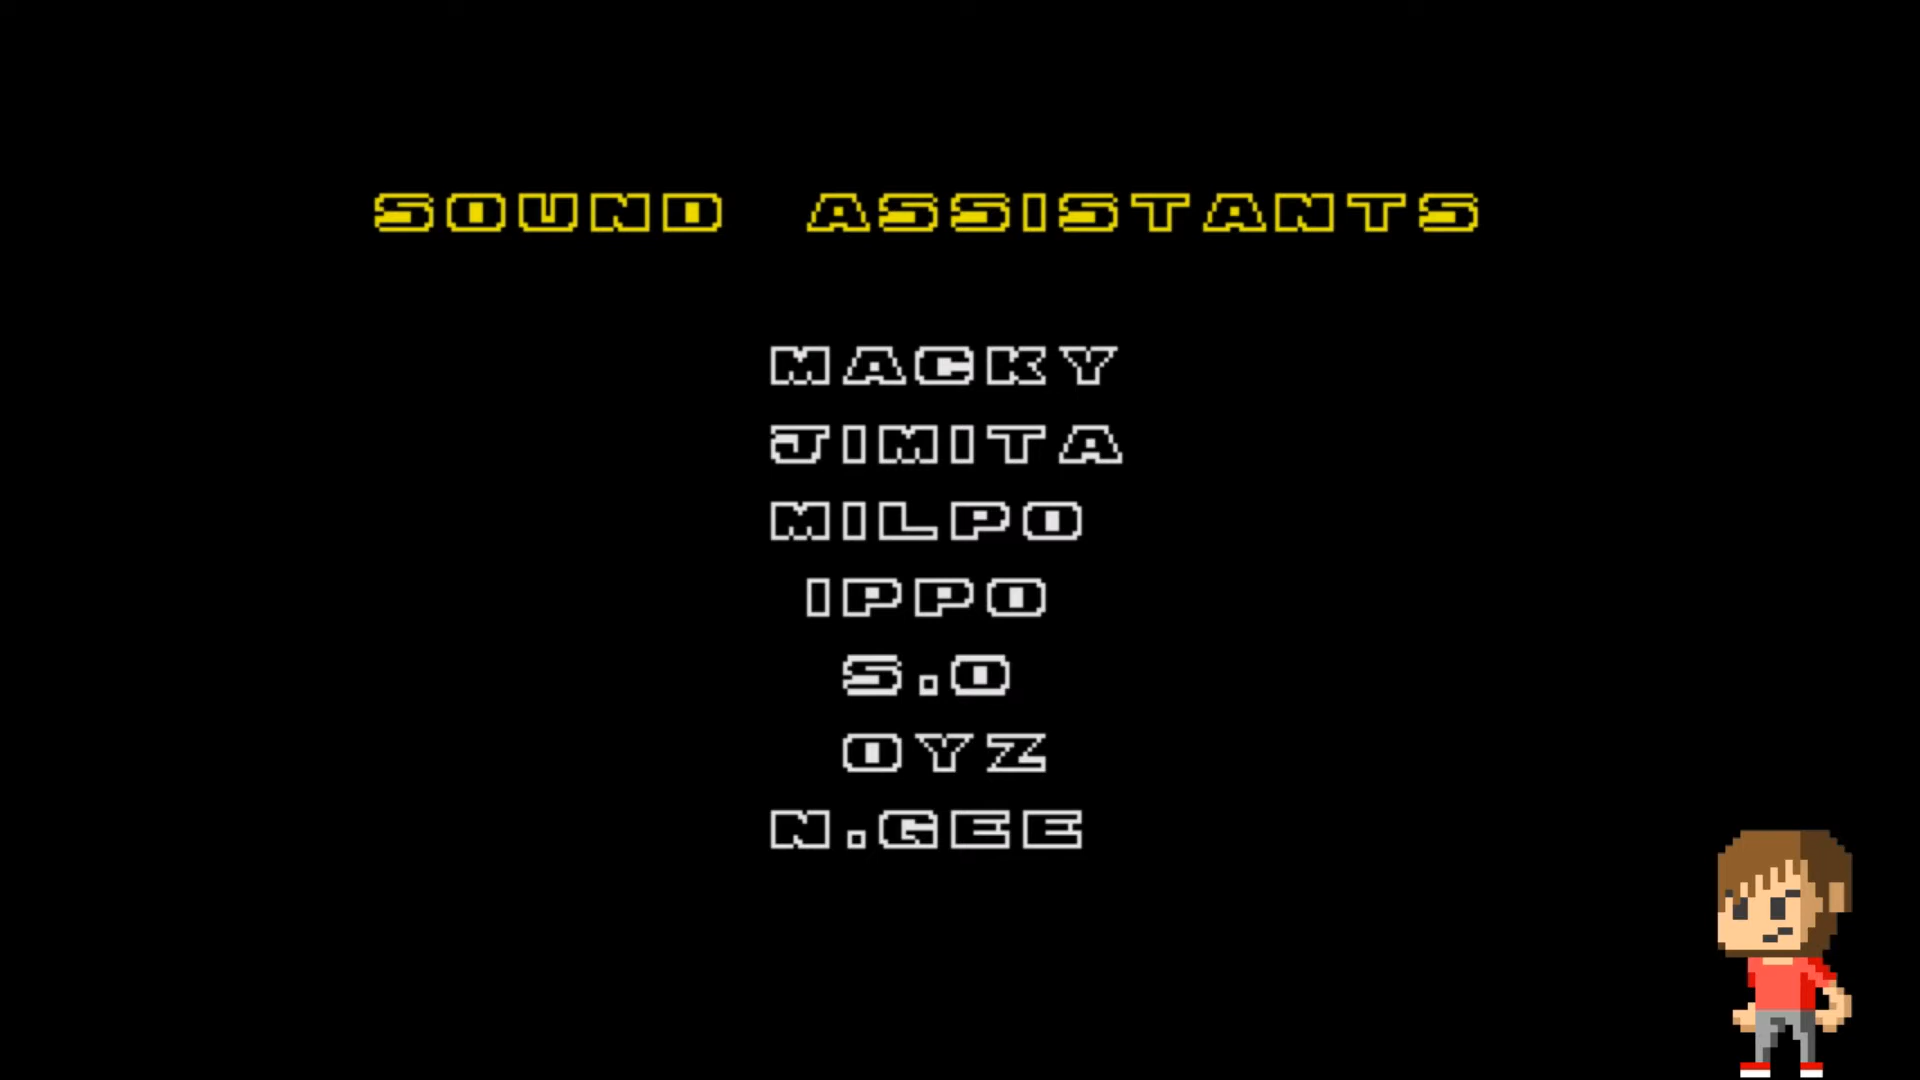 SOUND ASSISTANTS
MACKY
JIMITA
MILPO
IPPO
S.O
OYZ
N.GEE